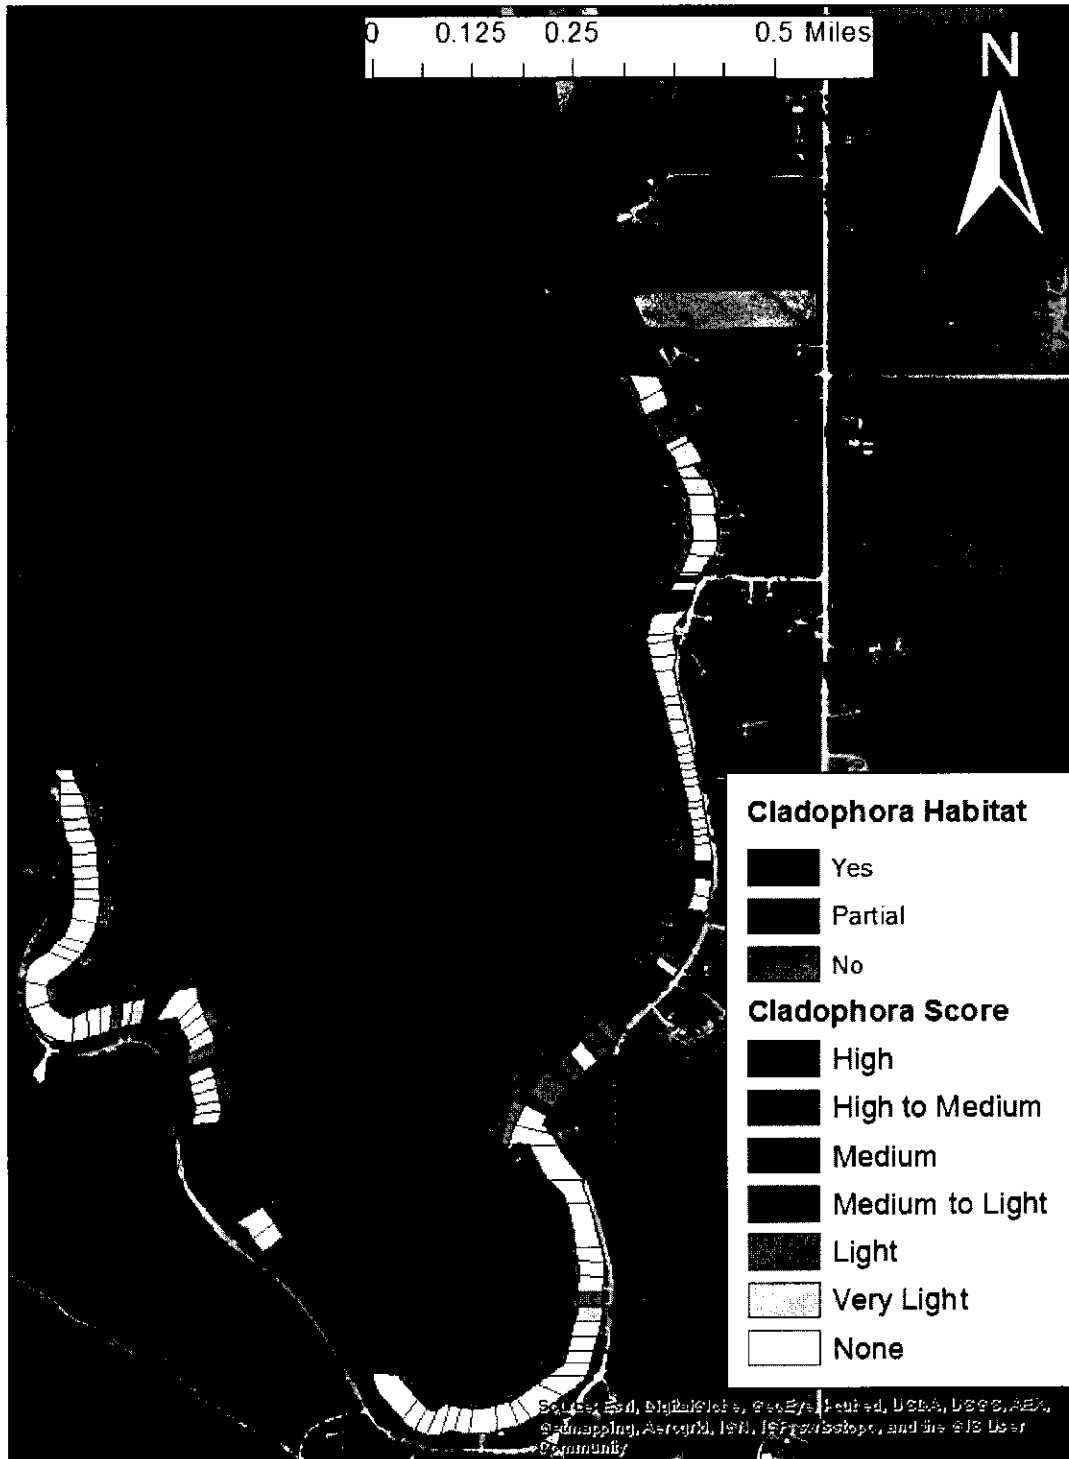 0 0.125 0.25 0.5 Miles
N
Cladophora Habitat
Yes
Partial
No
Cladophora Score
High
High to Medium
Medium
Medium to Light
Light
Very Light
None
Source: Esri, DigitalGlobe, GeoEye, i-cubed, USDA, USGS, AEX,
Getmapping, Aerogrid, IGN, IGP, swisstopo, and the GIS User
Community